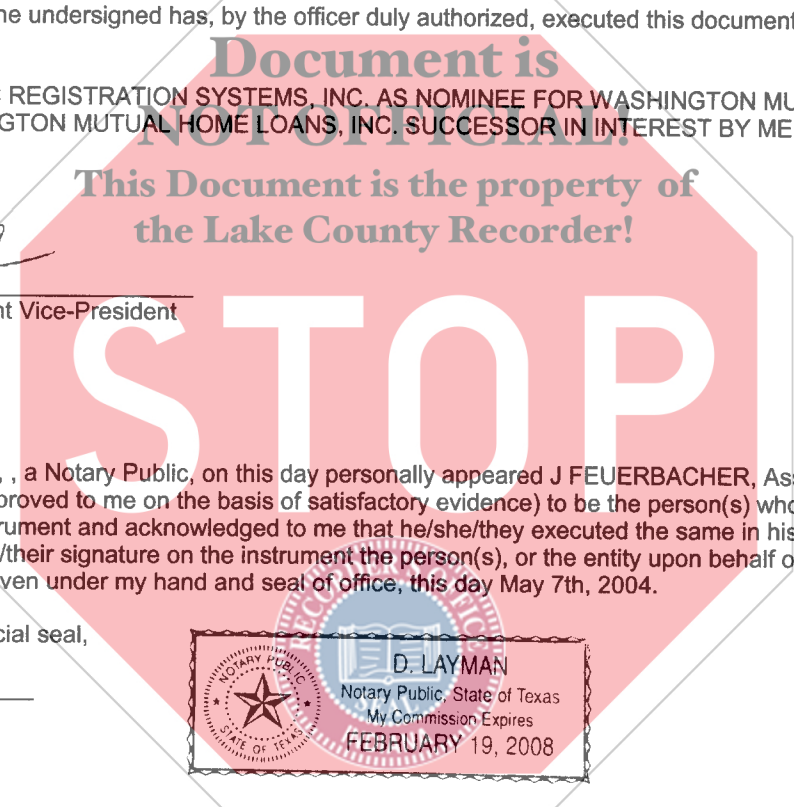 he undersigned has, by the officer duly authorized, executed this document
Document is
REGISTRATION SYSTEMS, INC. AS NOMINEE FOR WASHINGTON MU
GTON MUTUAL HOME LOANS, INC. SUCCESSOR IN INTEREST BY ME
NOT OFFICIAL!
This Document is the property of
the Lake County Recorder!
nt Vice-President
STOP
, , a Notary Public, on this day personally appeared J FEUERBACHER, Ass
proved to me on the basis of satisfactory evidence) to be the person(s) who
rument and acknowledged to me that he/she/they executed the same in his
/their signature on the instrument the person(s), or the entity upon behalf o
ven under my hand and seal of office, this day May 7th, 2004.
cial seal,
RECORDER'S OFFICE
SEAL
NOTARY PUBLIC
STATE OF TEXAS
D. LAYMAN
Notary Public, State of Texas
My Commission Expires
FEBRUARY 19, 2008